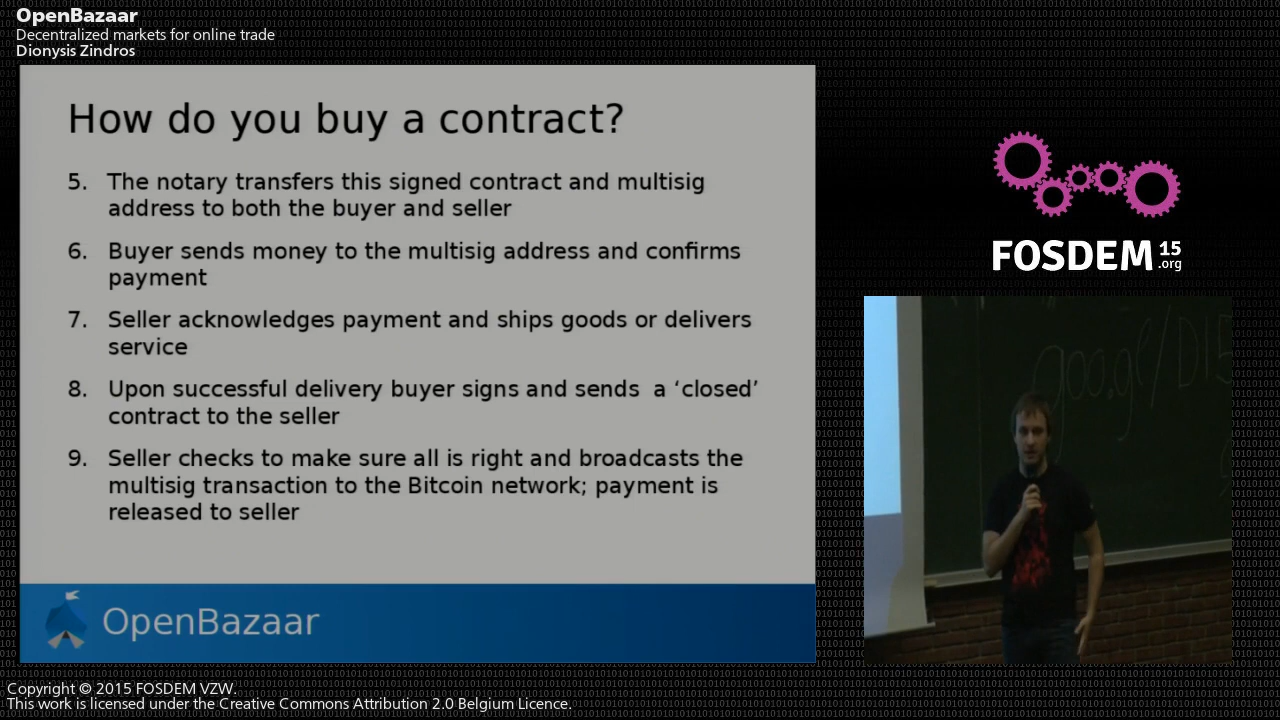 OpenBazaar
Decentralized markets for online trade
Dionysis Zindros
How do you buy a contract?
5. The notary transfers this signed contract and multisig
address to both the buyer and seller
6. Buyer sends money to the multisig address and confirms
payment
7. Seller acknowledges payment and ships goods or delivers
service
8. Upon successful delivery buyer signs and sends a ‘closed’
contract to the seller
9. Seller checks to make sure all is right and broadcasts the
multisig transaction to the Bitcoin network; payment is
released to seller
OpenBazaar
FOSDEM 15
.org
goo.gl/D15
Copyright © 2015 FOSDEM VZW.
This work is licensed under the Creative Commons Attribution 2.0 Belgium Licence.